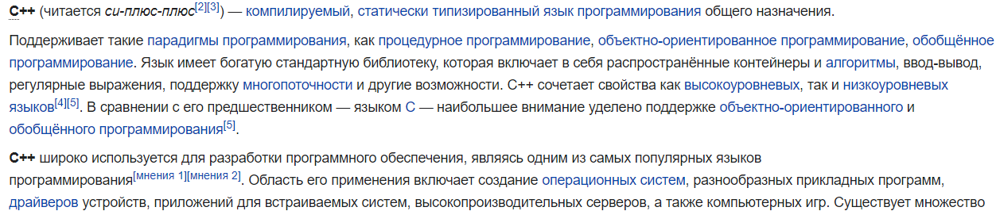 C++ (читается си-плюс-плюс[2][3]) — компилируемый, статически типизированный язык программирования общего назначения.
Поддерживает такие парадигмы программирования, как процедурное программирование, объектно-ориентированное программирование, обобщённое
программирование. Язык имеет богатую стандартную библиотеку, которая включает в себя распространённые контейнеры и алгоритмы, ввод-вывод,
регулярные выражения, поддержку многопоточности и другие возможности. C++ сочетает свойства как высокоуровневых, так и низкоуровневых
языков[4][5]. В сравнении с его предшественником — языком C — наибольшее внимание уделено поддержке объектно-ориентированного и
обобщённого программирования[5].
C++ широко используется для разработки программного обеспечения, являясь одним из самых популярных языков
программирования[мнения 1][мнения 2]. Область его применения включает создание операционных систем, разнообразных прикладных программ,
драйверов устройств, приложений для встраиваемых систем, высокопроизводительных серверов, а также компьютерных игр. Существует множество